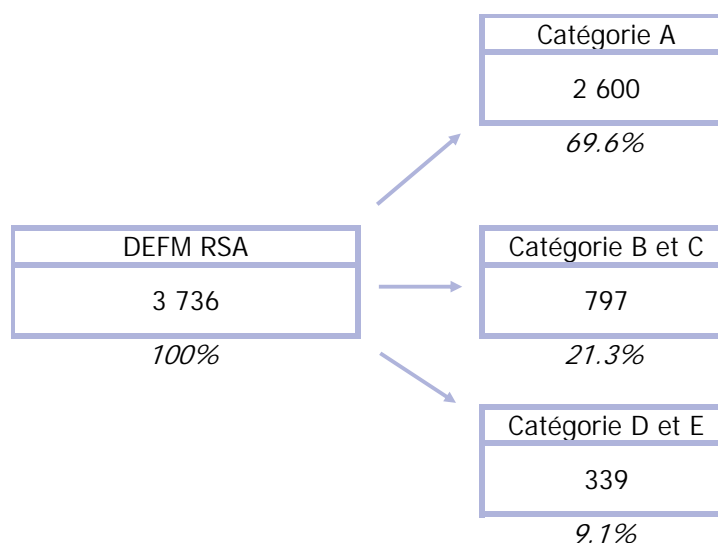 Catégorie A
2 600
69.6%
DEFM RSA
3 736
100%
Catégorie B et C
797
21.3%
Catégorie D et E
339
9.1%